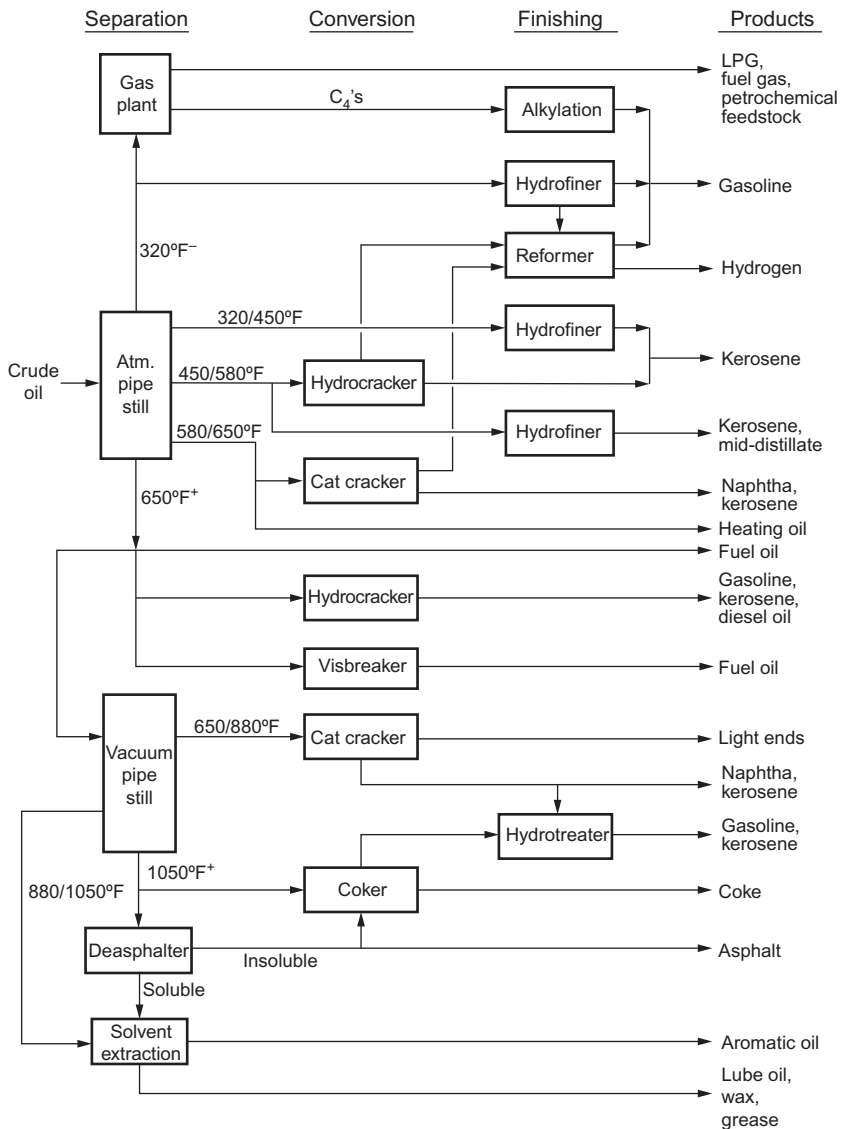 Separation
Conversion
Finishing
Products
Gas
plant
C₄'s
Alkylation
LPG,
fuel gas,
petrochemical
feedstock
Hydrofiner
Gasoline
320ºF⁻
Reformer
Hydrogen
Crude
oil
Atm.
pipe
still
320/450ºF
Hydrofiner
Kerosene
450/580ºF
Hydrocracker
Hydrofiner
Kerosene,
mid-distillate
580/650ºF
Cat cracker
Naphtha,
kerosene
Heating oil
650ºF⁺
Fuel oil
Hydrocracker
Gasoline,
kerosene,
diesel oil
Visbreaker
Fuel oil
Vacuum
pipe
still
650/880ºF
Cat cracker
Light ends
Naphtha,
kerosene
Hydrotreater
Gasoline,
kerosene
880/1050ºF
1050ºF⁺
Coker
Coke
Deasphalter
Insoluble
Asphalt
Soluble
Solvent
extraction
Aromatic oil
Lube oil,
wax,
grease